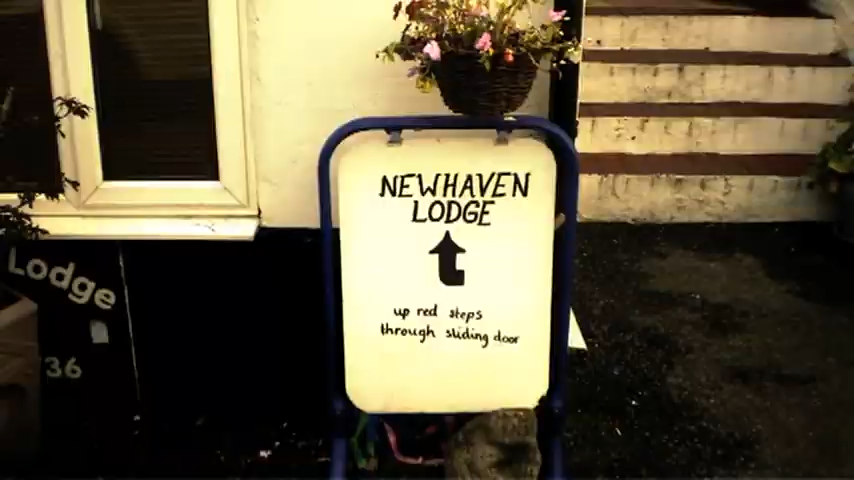 NEWHAVEN
LODGE
up red steps
through sliding door
Lodge
36